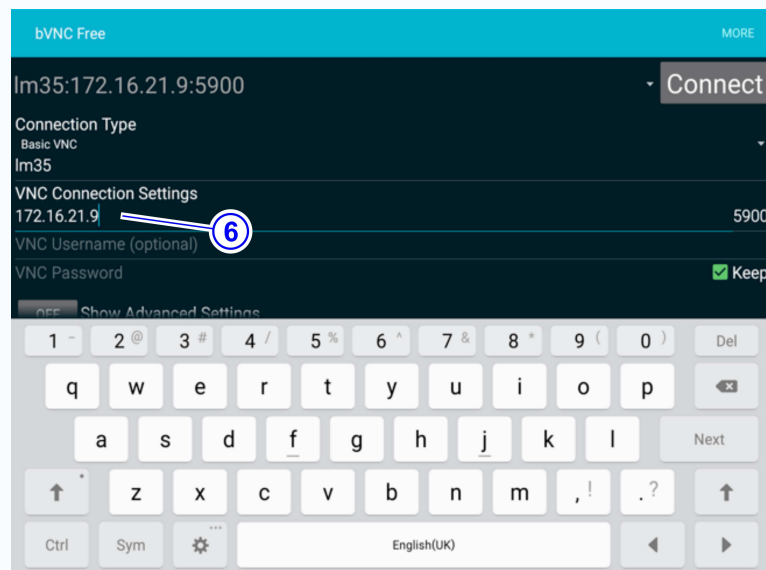 bVNC Free MORE
lm35:172.16.21.9:5900 Connect
Connection Type
Basic VNC
lm35
VNC Connection Settings
172.16.21.9 5900
6
VNC Username (optional)
VNC Password Keep
OFF Show Advanced Settings
1 - 2 @ 3 # 4 / 5 % 6 ^ 7 & 8 * 9 ( 0 ) Del
q w e r t y u i o p
a s d f g h j k l Next
z x c v b n m , ! . ?
Ctrl Sym English(UK)